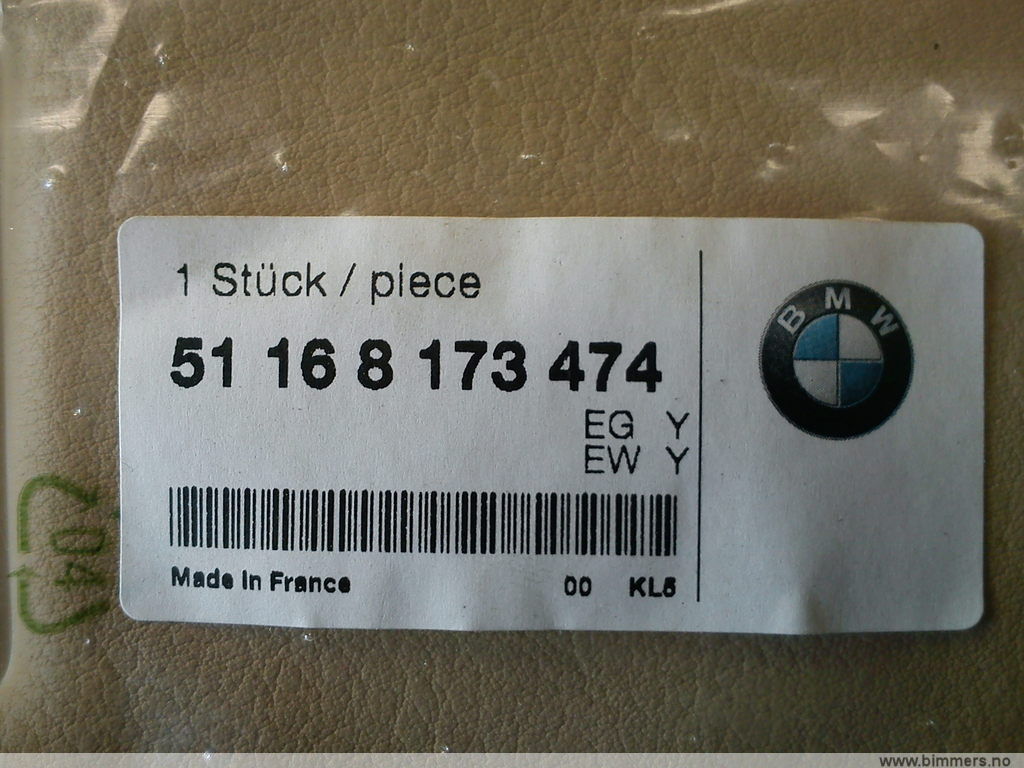 1 Stück / piece
51 16 8 173 474
EG Y
EW Y
Made in France 00 KL5
BMW
04
www.bimmers.no